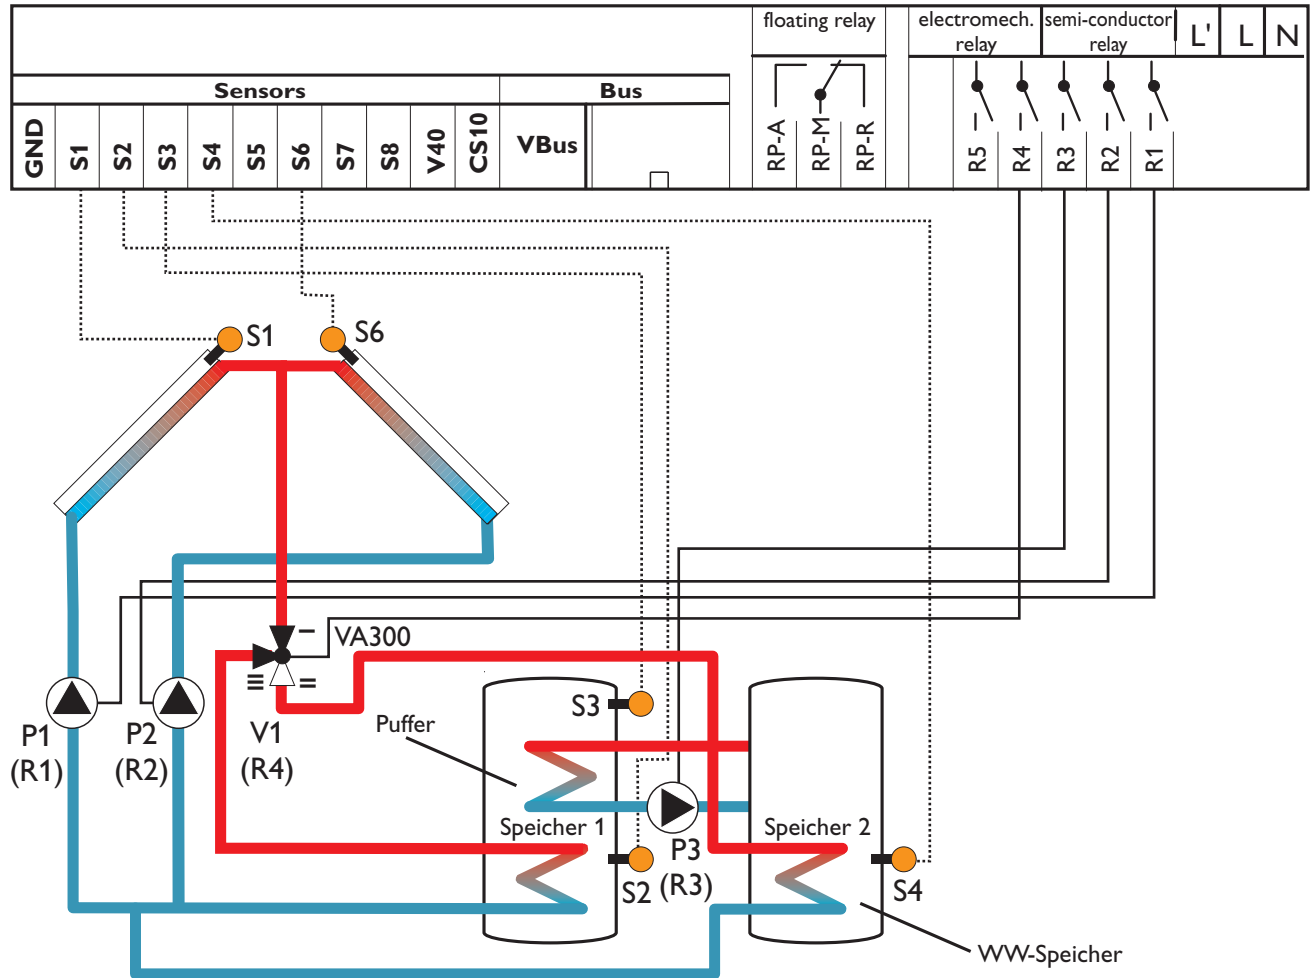 floating relay
electromech.
relay
semi-conductor
relay
L'
L
N
Sensors
Bus
GND
S1
S2
S3
S4
S5
S6
S7
S8
V40
CS10
VBus
RP-A
RP-M
RP-R
R5
R4
R3
R2
R1
S1
S6
VA300
P1
(R1)
P2
(R2)
V1
(R4)
Puffer
S3
Speicher 1
Speicher 2
P3
(R3)
S2
S4
WW-Speicher